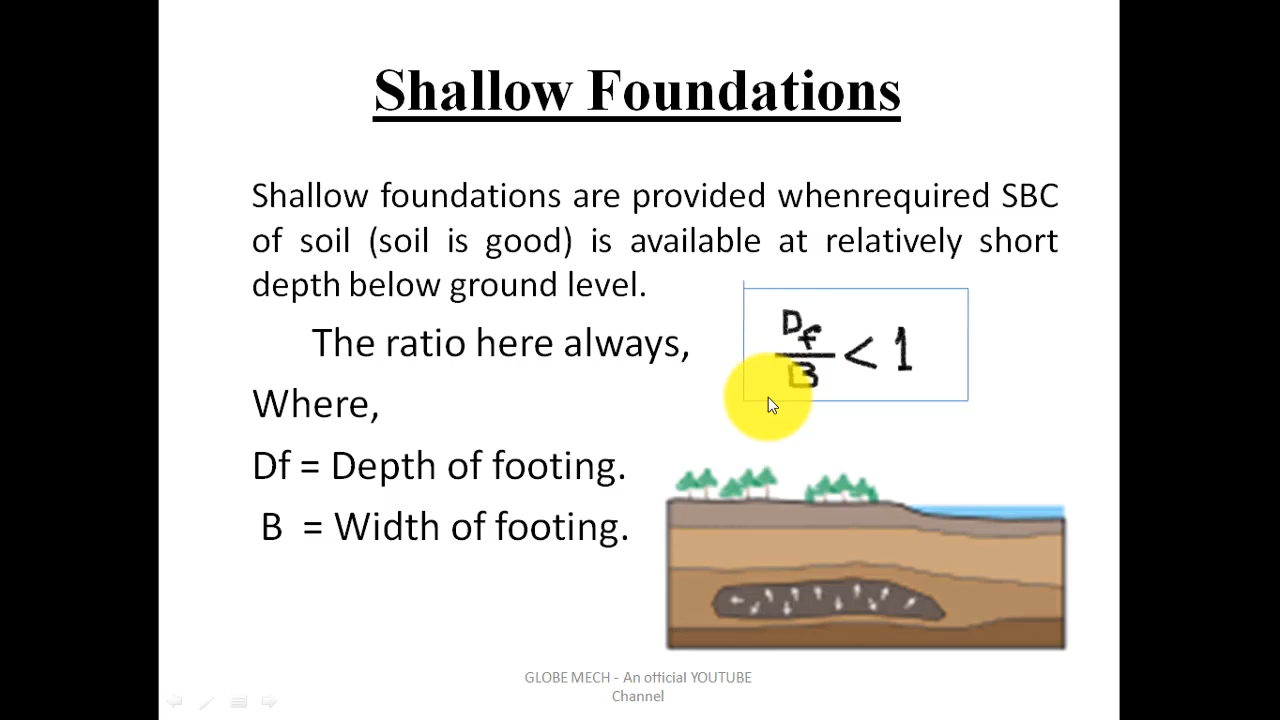 Shallow Foundations
Shallow foundations are provided whenrequired SBC
of soil (soil is good) is available at relatively short
depth below ground level.
The ratio here always,
D_f/B < 1
Where,
Df = Depth of footing.
B = Width of footing.
GLOBE MECH - An official YOUTUBE
Channel